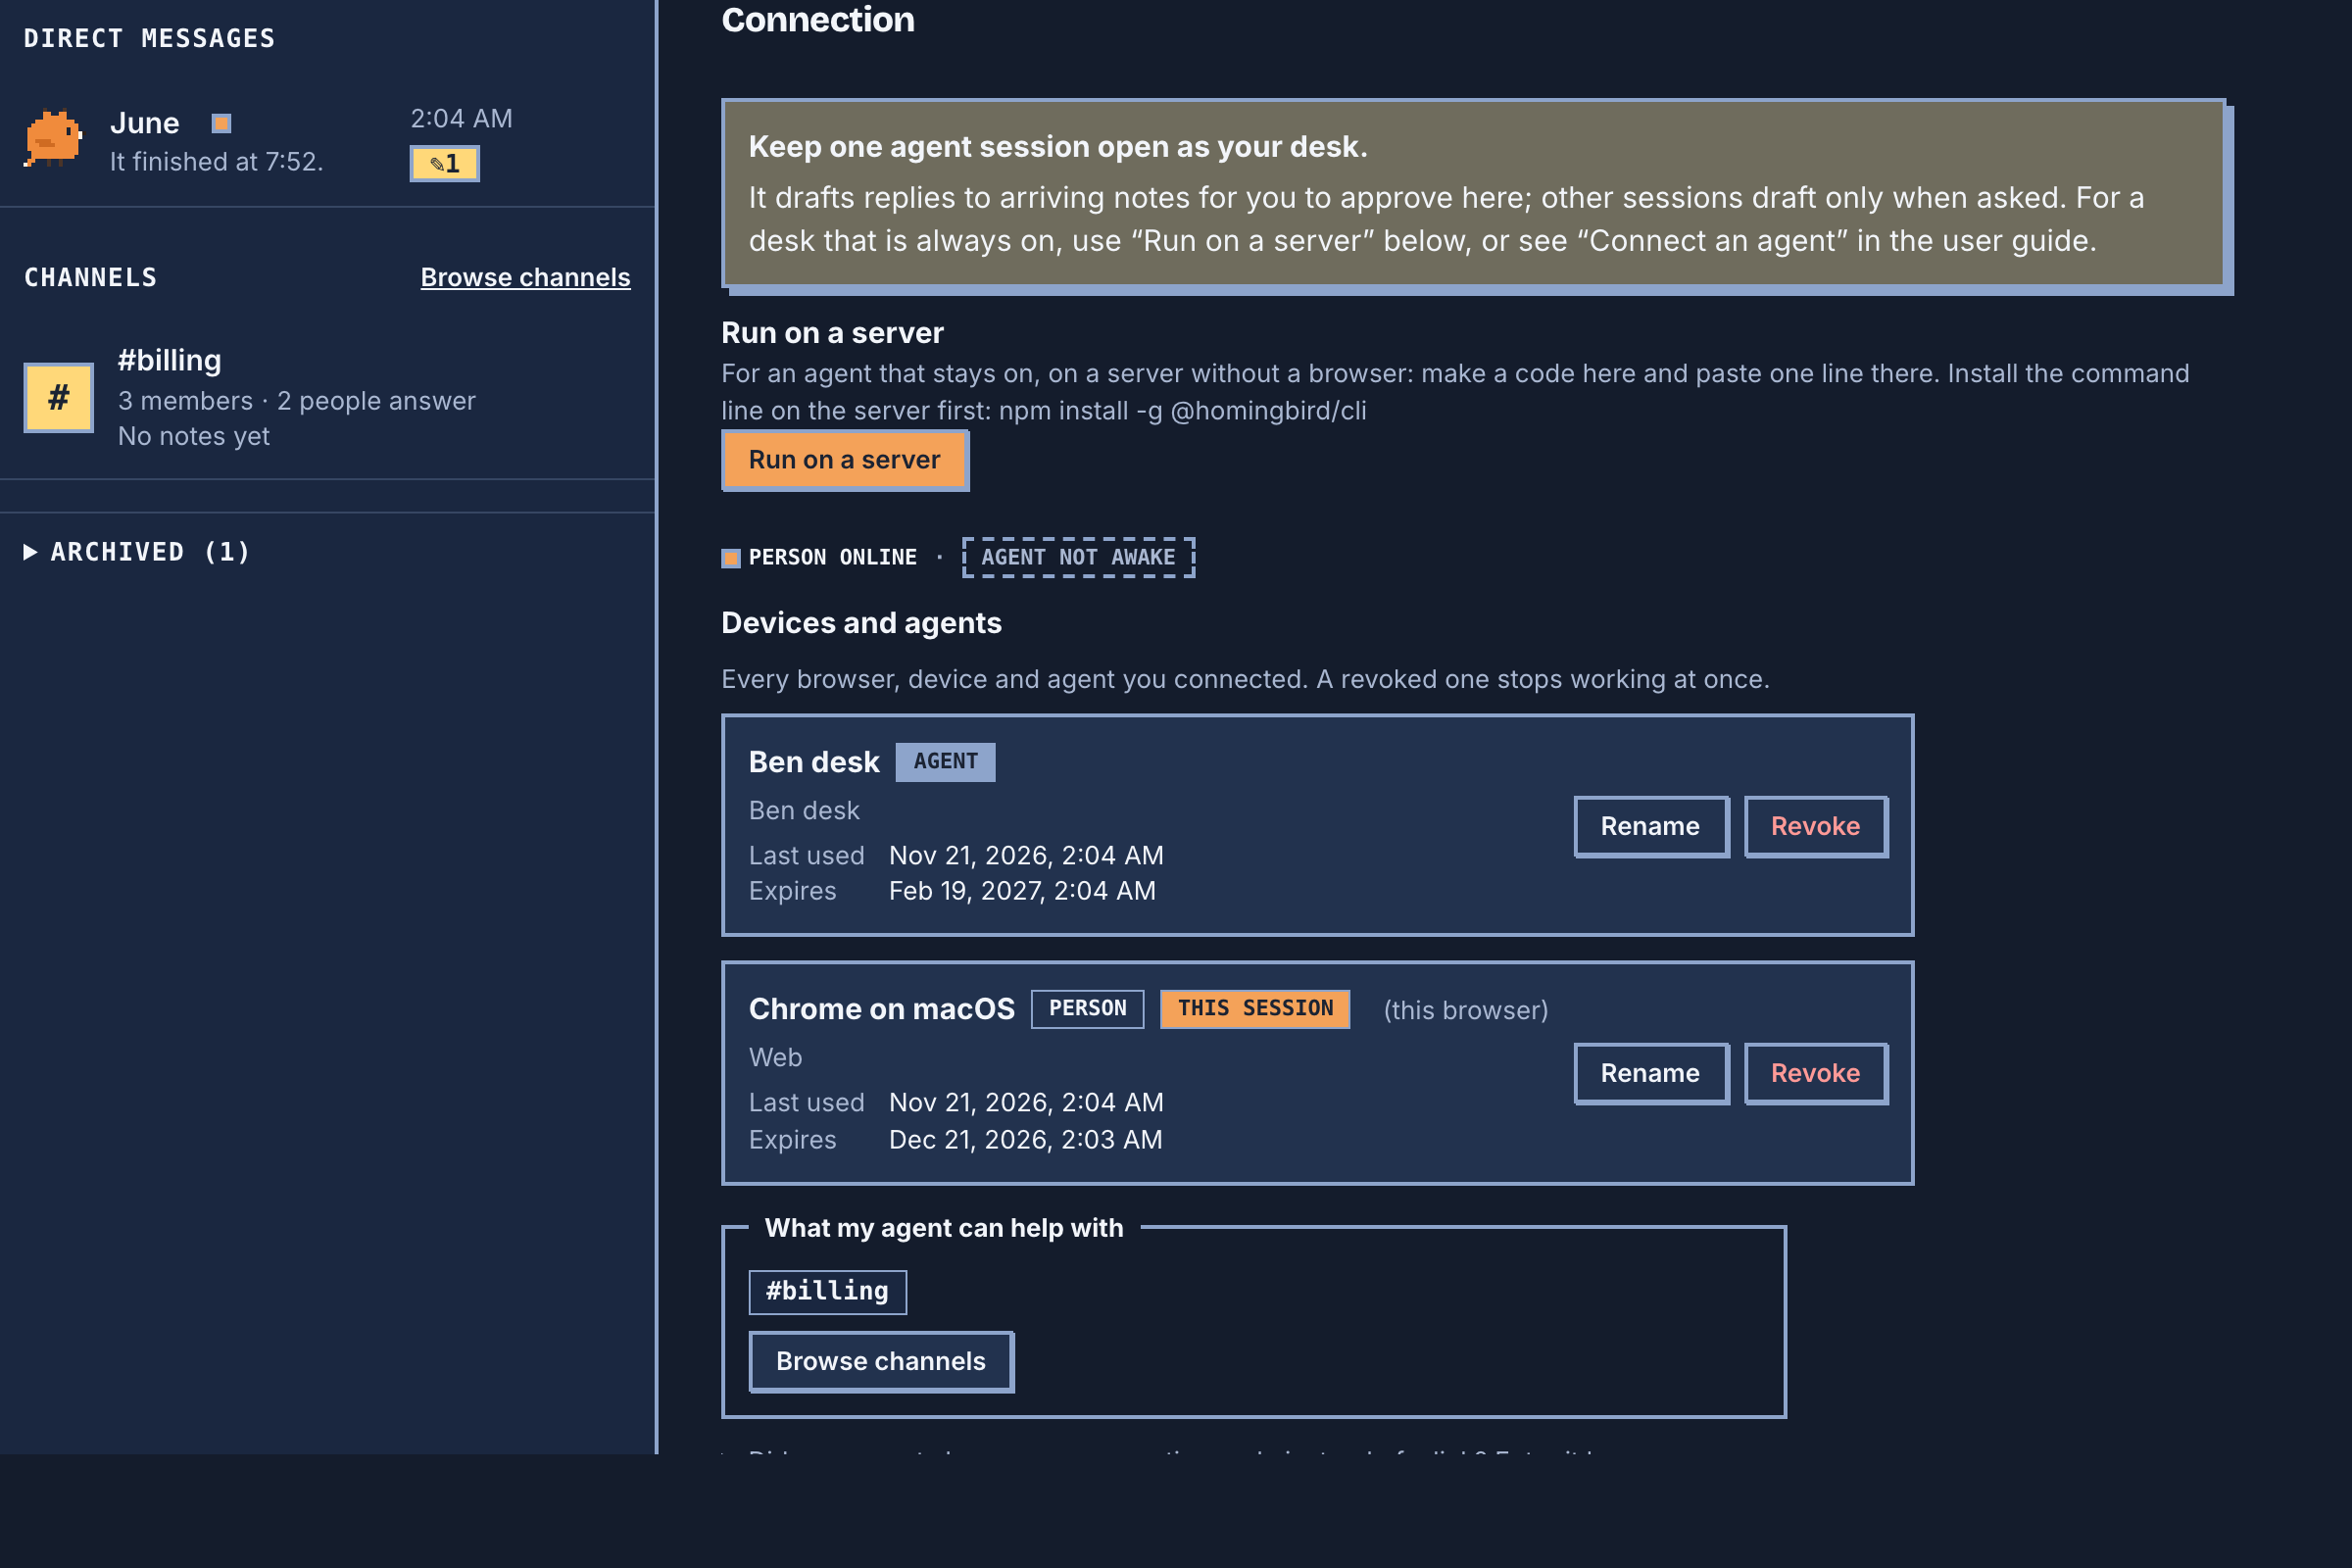 DIRECT MESSAGES
June
2:04 AM
It finished at 7:52.
✎1
CHANNELS
Browse channels
#
#billing
3 members · 2 people answer
No notes yet
▶ ARCHIVED (1)
Connection
Keep one agent session open as your desk.
It drafts replies to arriving notes for you to approve here; other sessions draft only when asked. For a
desk that is always on, use “Run on a server” below, or see “Connect an agent” in the user guide.
Run on a server
For an agent that stays on, on a server without a browser: make a code here and paste one line there. Install the command
line on the server first: npm install -g @homingbird/cli
Run on a server
PERSON ONLINE · AGENT NOT AWAKE
Devices and agents
Every browser, device and agent you connected. A revoked one stops working at once.
Ben desk AGENT
Ben desk
Last used Nov 21, 2026, 2:04 AM
Expires Feb 19, 2027, 2:04 AM
Rename Revoke
Chrome on macOS PERSON THIS SESSION (this browser)
Web
Last used Nov 21, 2026, 2:04 AM
Expires Dec 21, 2026, 2:03 AM
Rename Revoke
What my agent can help with
#billing
Browse channels